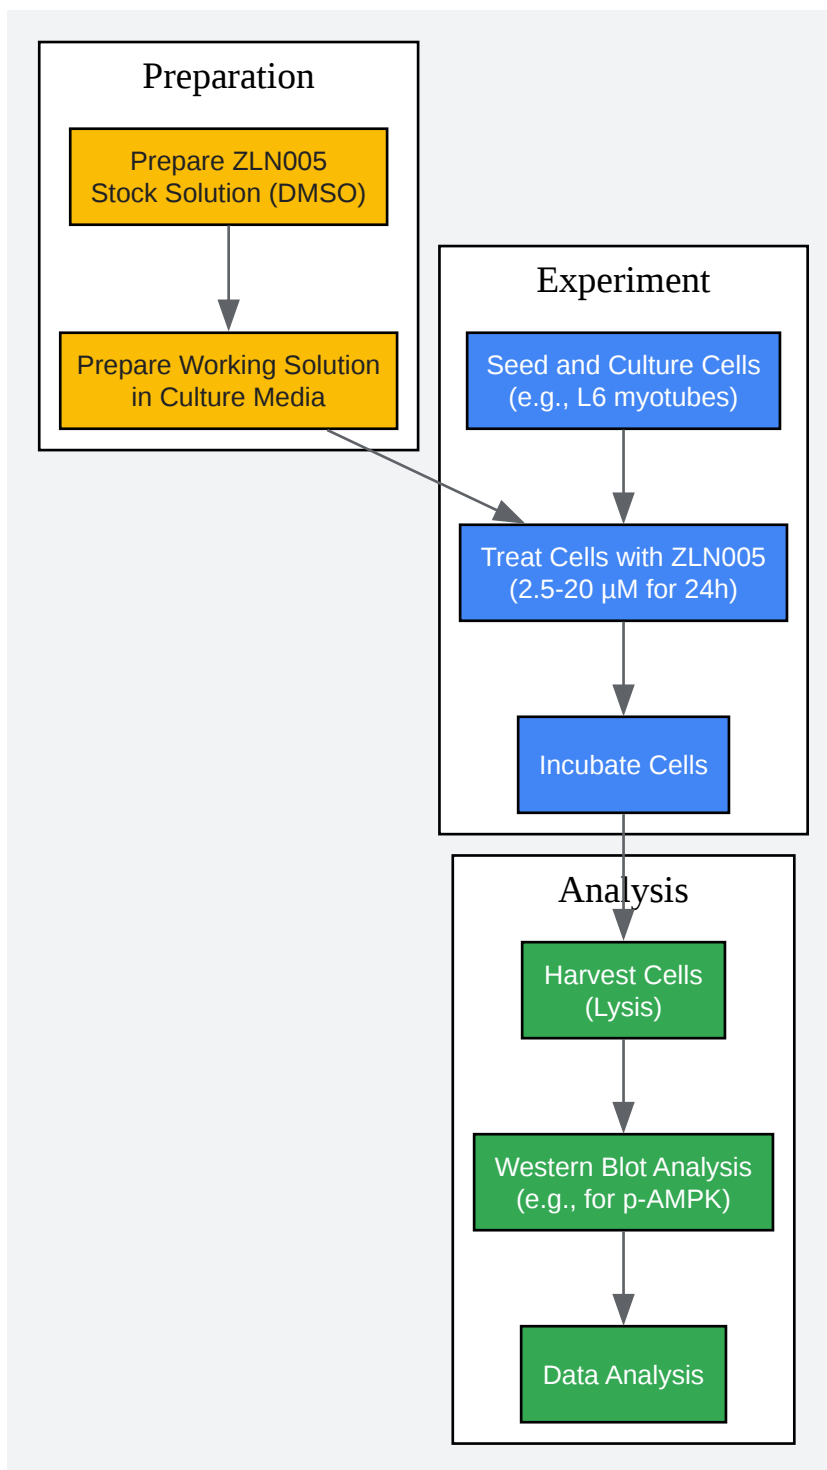 Preparation
Prepare ZLN005
Stock Solution (DMSO)
Prepare Working Solution
in Culture Media
Experiment
Seed and Culture Cells
(e.g., L6 myotubes)
Treat Cells with ZLN005
(2.5-20 µM for 24h)
Incubate Cells
Analysis
Harvest Cells
(Lysis)
Western Blot Analysis
(e.g., for p-AMPK)
Data Analysis